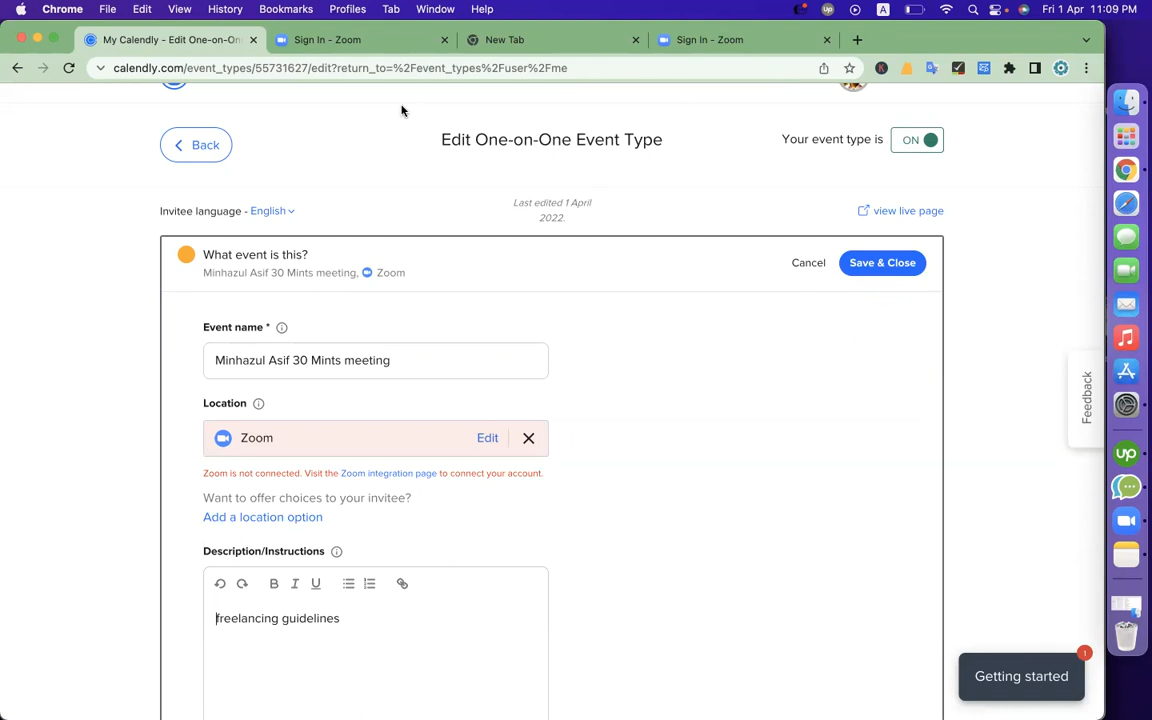 Chrome File Edit View History Bookmarks Profiles Tab Window Help A Fri 1 Apr 11:09 PM
My Calendly - Edit One-on-On Sign In - Zoom New Tab Sign In - Zoom
calendly.com/event_types/55731627/edit?return_to=%2Fevent_types%2Fuser%2Fme
Back
Edit One-on-One Event Type
Your event type is ON
Invitee language - English
Last edited 1 April
2022.
view live page
What event is this?
Minhazul Asif 30 Mints meeting, Zoom
Cancel
Save & Close
Event name *
Minhazul Asif 30 Mints meeting
Location
Zoom Edit
Zoom is not connected. Visit the Zoom integration page to connect your account.
Want to offer choices to your invitee?
Add a location option
Description/Instructions
B I U
freelancing guidelines
Feedback
Getting started
1
up